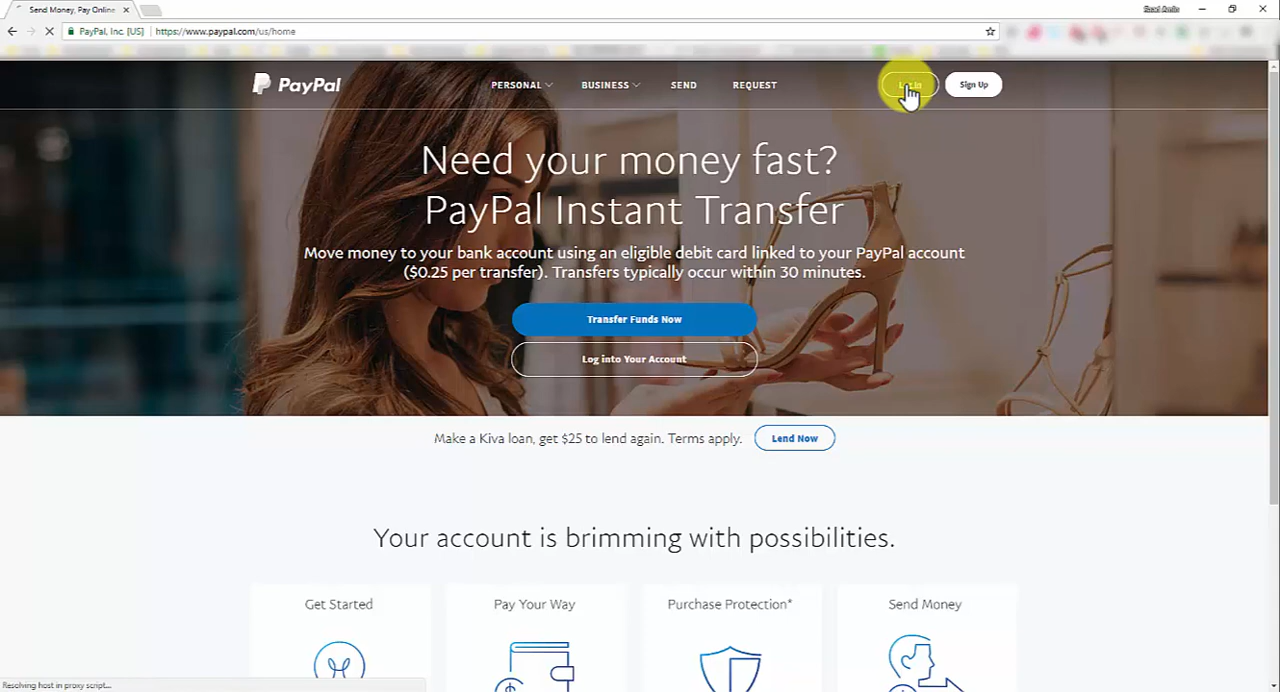 Send Money, Pay Online
PayPal, Inc. [US] https://www.paypal.com/us/home
PayPal
PERSONAL
BUSINESS
SEND
REQUEST
Log In
Sign Up
Need your money fast?
PayPal Instant Transfer
Move money to your bank account using an eligible debit card linked to your PayPal account
($0.25 per transfer). Transfers typically occur within 30 minutes.
Transfer Funds Now
Log into Your Account
Make a Kiva loan, get $25 to lend again. Terms apply.
Lend Now
Your account is brimming with possibilities.
Get Started
Pay Your Way
Purchase Protection*
Send Money
Resolving host in proxy script...